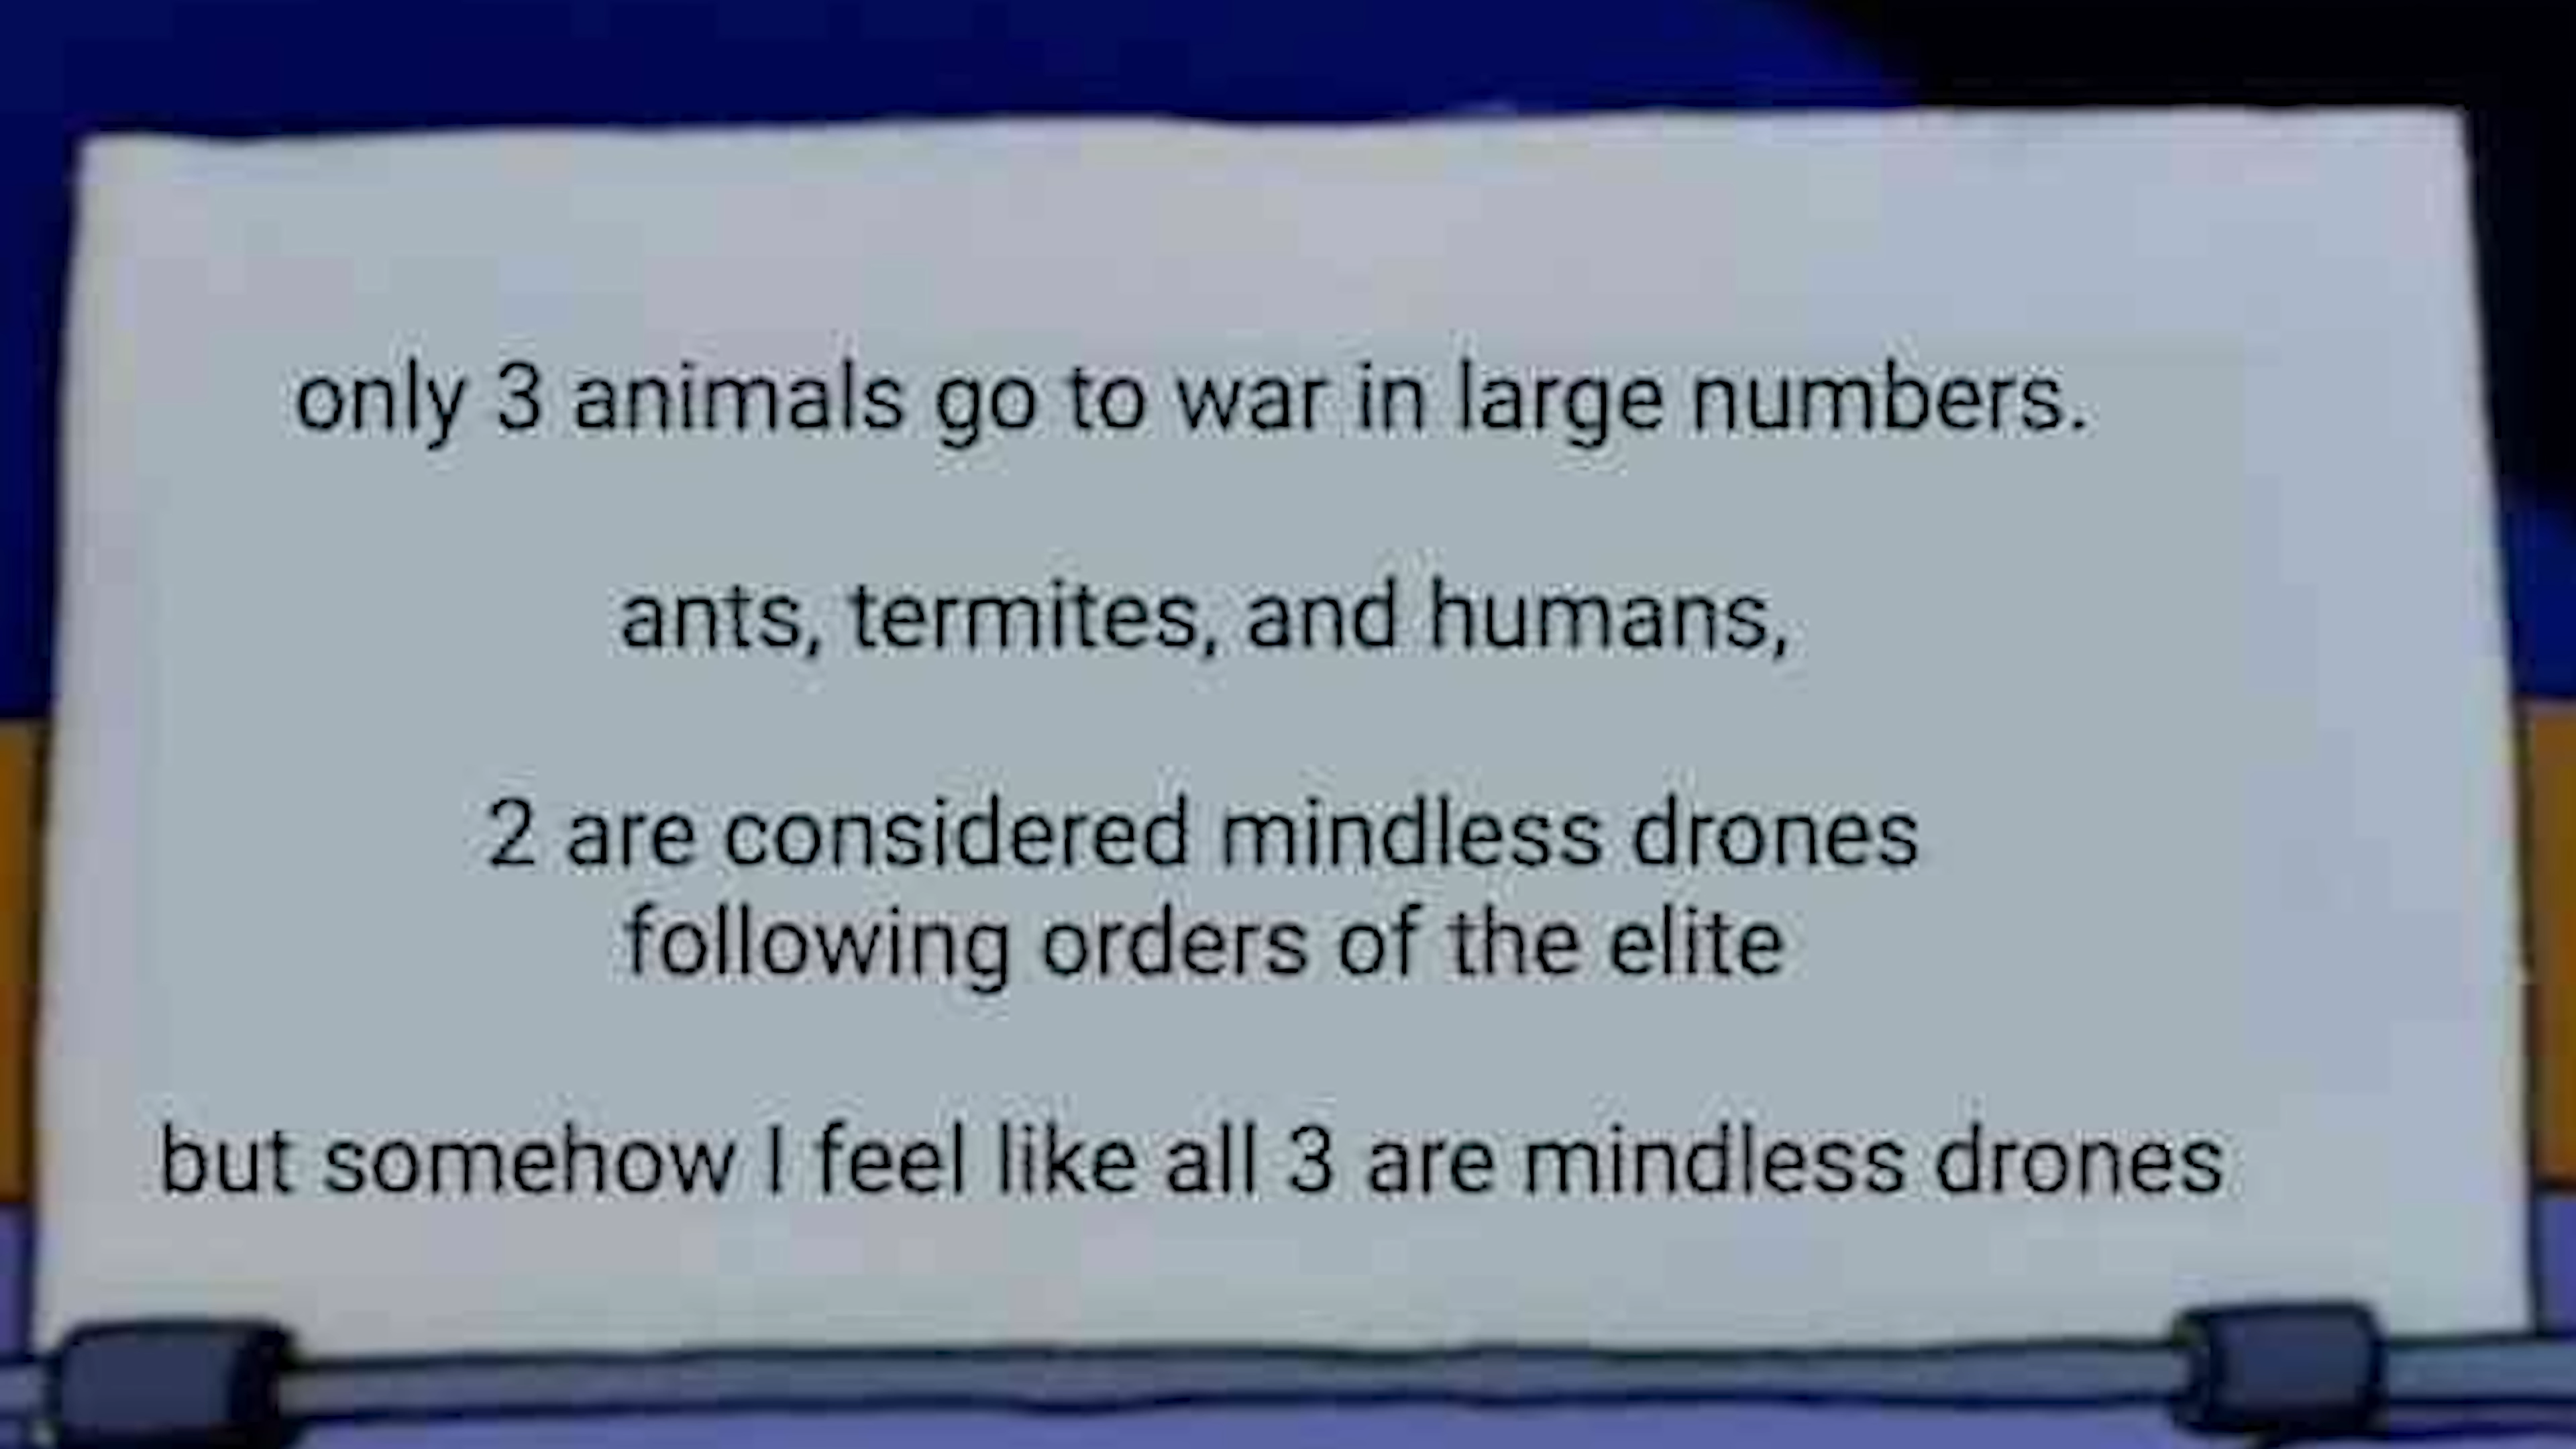 only 3 animals go to war in large numbers.
ants, termites, and humans,
2 are considered mindless drones
following orders of the elite
but somehow I feel like all 3 are mindless drones